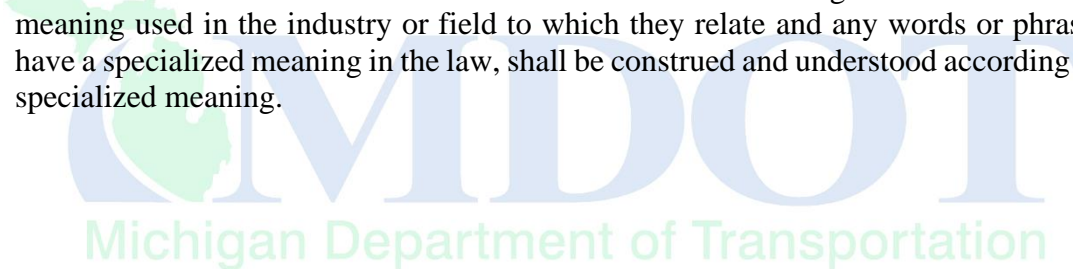 meaning used in the industry or field to which they relate and any words or phras
have a specialized meaning in the law, shall be construed and understood according
specialized meaning.
MDOT
Michigan Department of Transportation